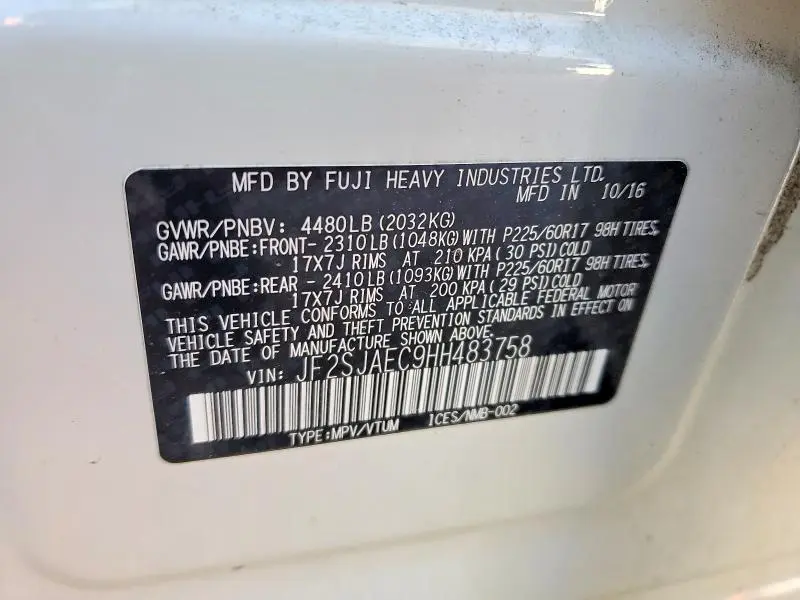 MFD BY FUJI HEAVY INDUSTRIES LTD.
MFD IN 10/16
GVWR/PNBV: 4480LB (2032KG)
GAWR/PNBE:FRONT- 2310LB (1048KG) WITH P225/60R17 98H TIRES,
17X7J RIMS AT 210 KPA (30 PSI) COLD
GAWR/PNBE:REAR - 2410LB (1093KG) WITH P225/60R17 98H TIRES,
17X7J RIMS AT 200 KPA (29 PSI) COLD
THIS VEHICLE CONFORMS TO ALL APPLICABLE FEDERAL MOTOR
VEHICLE SAFETY AND THEFT PREVENTION STANDARDS IN EFFECT ON
THE DATE OF MANUFACTURE SHOWN ABOVE.
VIN: JF2SJAEC9HH483758
TYPE:MPV/VTUM ICES/NMB-002